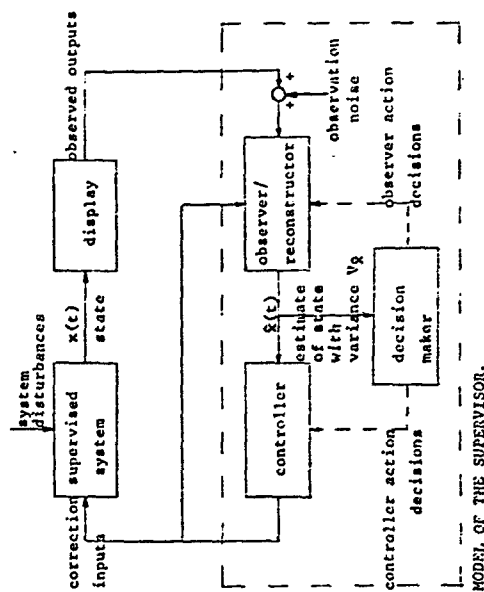 system
disturbances
correction
inputs
supervised
system
x(t)
state
display
observed outputs
controller
x̂(t)
estimate
of state
with
variance Vx̂
observer/
reconstructor
observation
noise
+
+
decision
maker
controller action
decisions
observer action
decisions
MODEL OF THE SUPERVISOR.